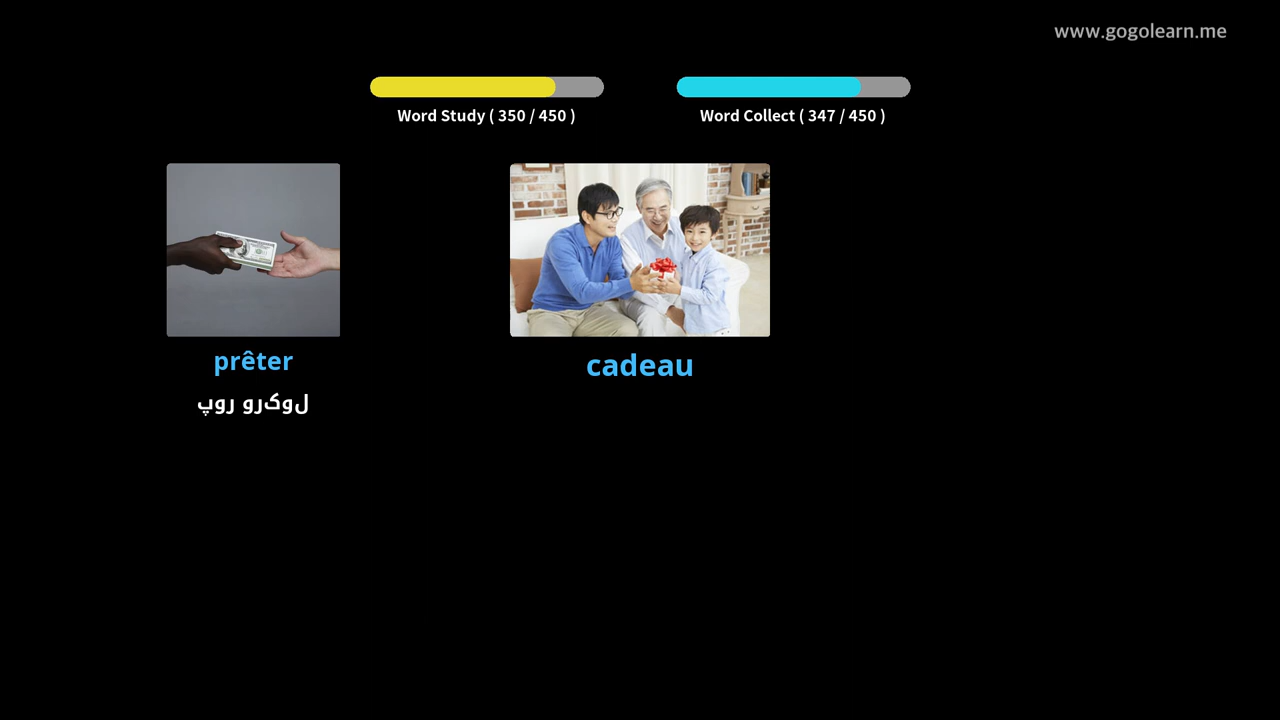 www.gogolearn.me
Word Study ( 350 / 450 )
Word Collect ( 347 / 450 )
prêter
لوکرو روپ
cadeau